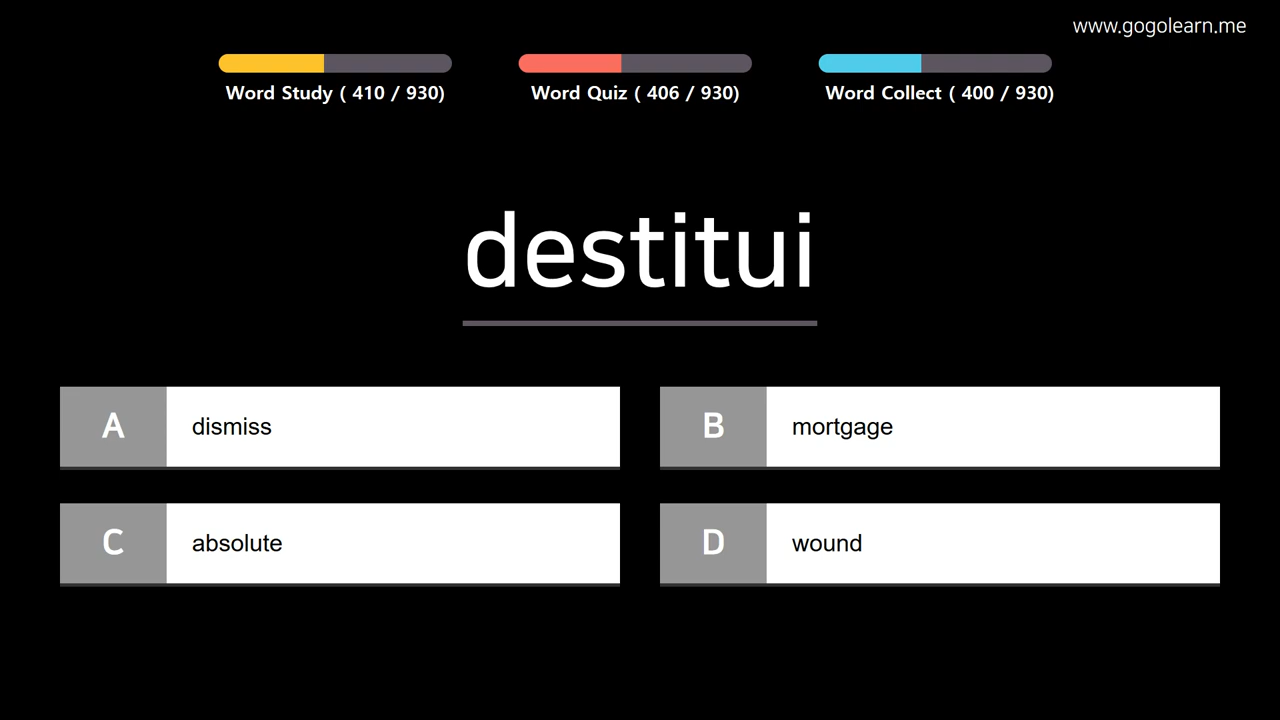 www.gogolearn.me
Word Study ( 410 / 930)
Word Quiz ( 406 / 930)
Word Collect ( 400 / 930)
destitui
A dismiss
B mortgage
C absolute
D wound